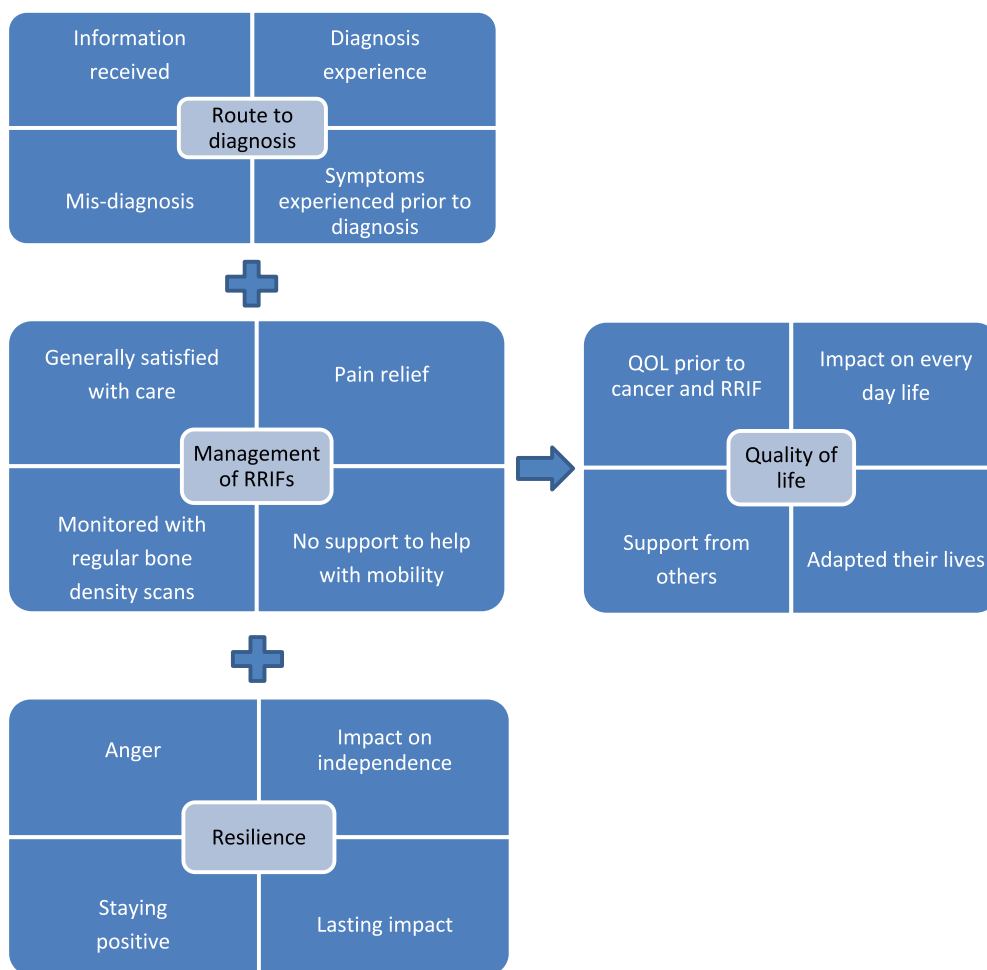 Information
received
Diagnosis
experience
Route to
diagnosis
Mis-diagnosis
Symptoms
experienced prior to
diagnosis
Generally satisfied
with care
Pain relief
Management
of RRIFs
Monitored with
regular bone
density scans
No support to help
with mobility
QOL prior to
cancer and RRIF
Impact on every
day life
Quality of
life
Support from
others
Adapted their lives
Anger
Impact on
independence
Resilience
Staying
positive
Lasting impact